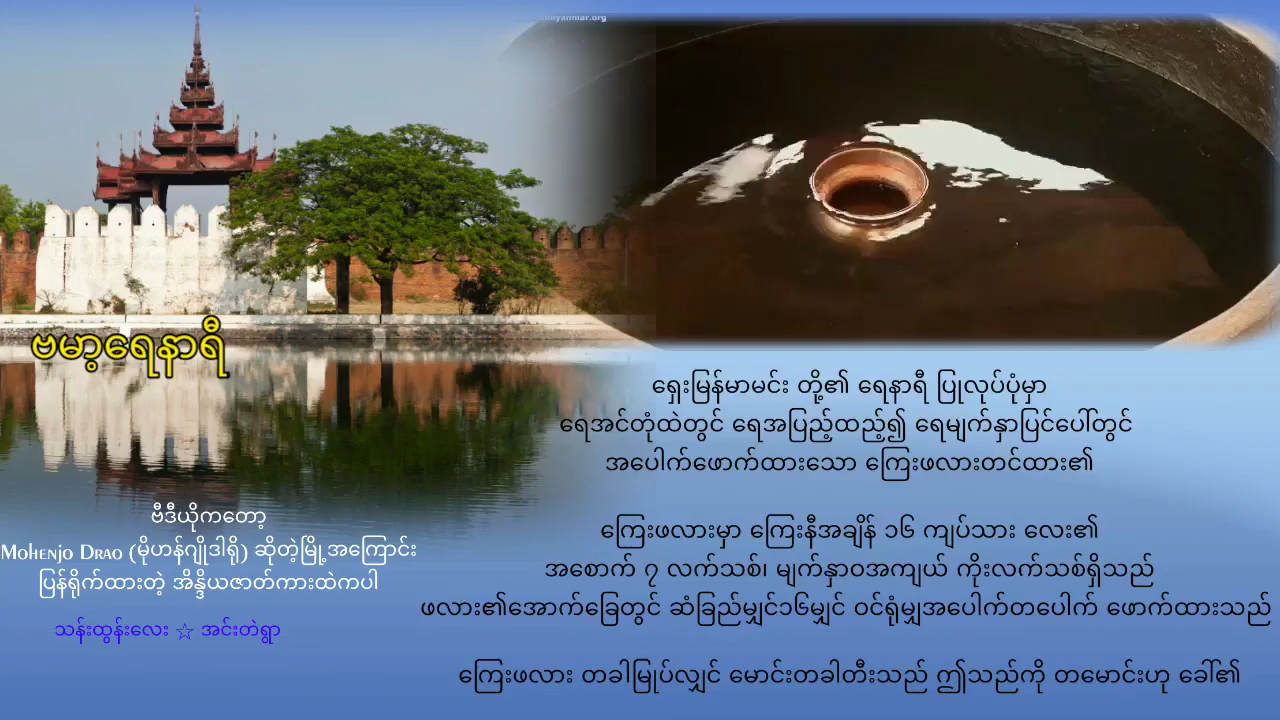 ဗမာ့ရေနာရီ
ရှေးမြန်မာမင်း တို့၏ ရေနာရီ ပြုလုပ်ပုံမှာ
ရေအင်တုံထဲတွင် ရေအပြည့်ထည့်၍ ရေမျက်နှာပြင်ပေါ်တွင်
အပေါက်ဖောက်ထားသော ကြေးဖလားတင်ထား၏
ကြေးဖလားမှာ ကြေးနီအချိန် ၁၆ ကျပ်သား လေး၏
အစောက် ၇ လက်သစ်၊ မျက်နှာဝအကျယ် ကိုးလက်သစ်ရှိသည်
ဖလား၏အောက်ခြေတွင် ဆံခြည်မျှင်၁၆မျှင် ဝင်ရုံမျှအပေါက်တပေါက် ဖောက်ထားသည်
ကြေးဖလား တခါမြုပ်လျှင် မောင်းတခါတီးသည် ဤသည်ကို တမောင်းဟု ခေါ်၏
ဗီဒီယိုကတော့
Mohenjo Drao (မိုဟန်ဂျိုဒါရို) ဆိုတဲ့မြို့အကြောင်း
ပြန်ရိုက်ထားတဲ့ အိန္ဒိယဇာတ်ကားထဲကပါ
သန်းထွန်းလေး ☆ အင်းတဲရွာ